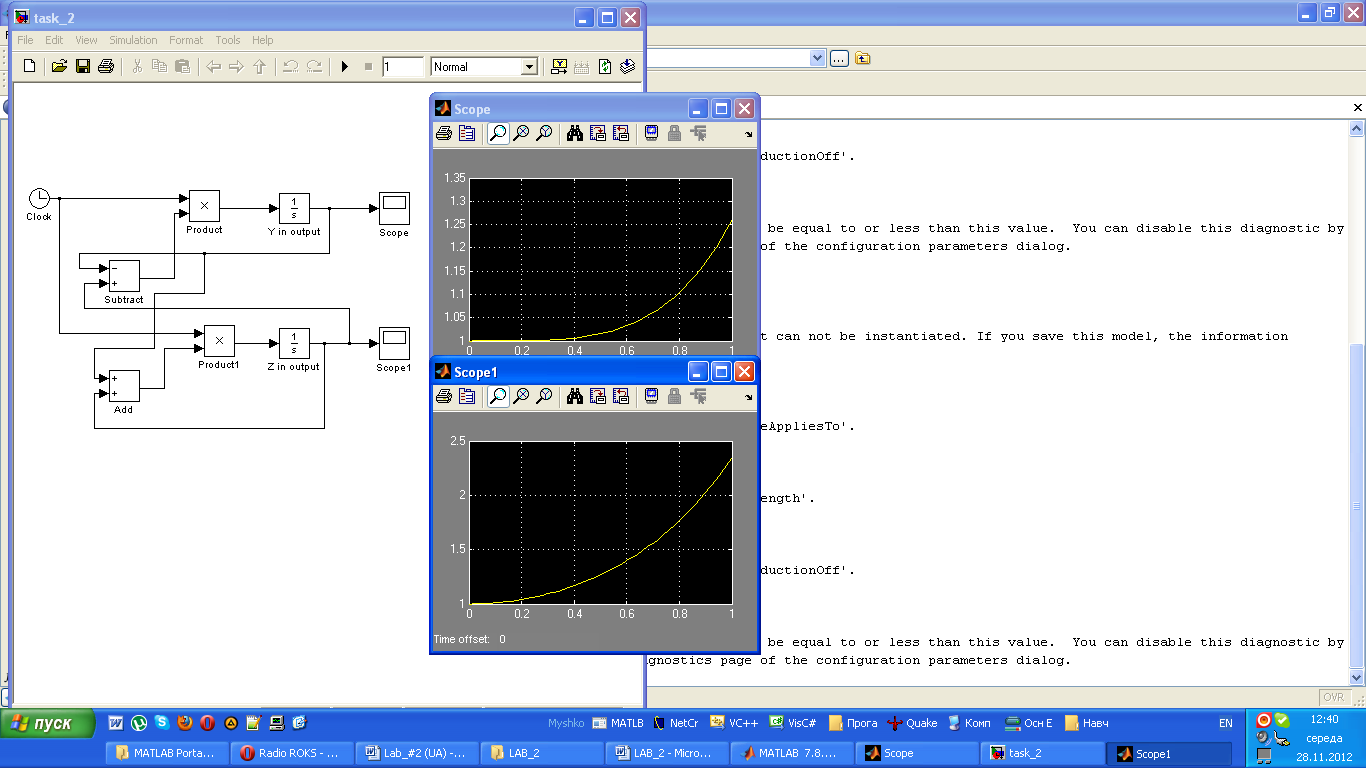 task_2
File Edit View Simulation Format Tools Help
1 Normal
Clock
×
Product
1
s
Y in output
Scope
−
+
Subtract
×
Product1
1
s
Z in output
Scope1
+
+
Add
Scope
1.35
1.3
1.25
1.2
1.15
1.1
1.05
1
0 0.2 0.4 0.6 0.8 1
Scope1
2.5
2
1.5
1
0 0.2 0.4 0.6 0.8 1
Time offset: 0
ductionOff'.
be equal to or less than this value. You can disable this diagnostic by
of the configuration parameters dialog.
t can not be instantiated. If you save this model, the information
eAppliesTo'.
ength'.
ductionOff'.
be equal to or less than this value. You can disable this diagnostic by
gnostics page of the configuration parameters dialog.
OVR
пуск
Myshko MATLB NetCr VC++ VisC# Прога Quake Комп Осн Е Навч EN
12:40
середа
28.11.2012
MATLAB Porta... Radio ROKS - ... Lab_#2 (UA) -... LAB_2 LAB_2 - Micro... MATLAB 7.8.... Scope task_2 Scope1